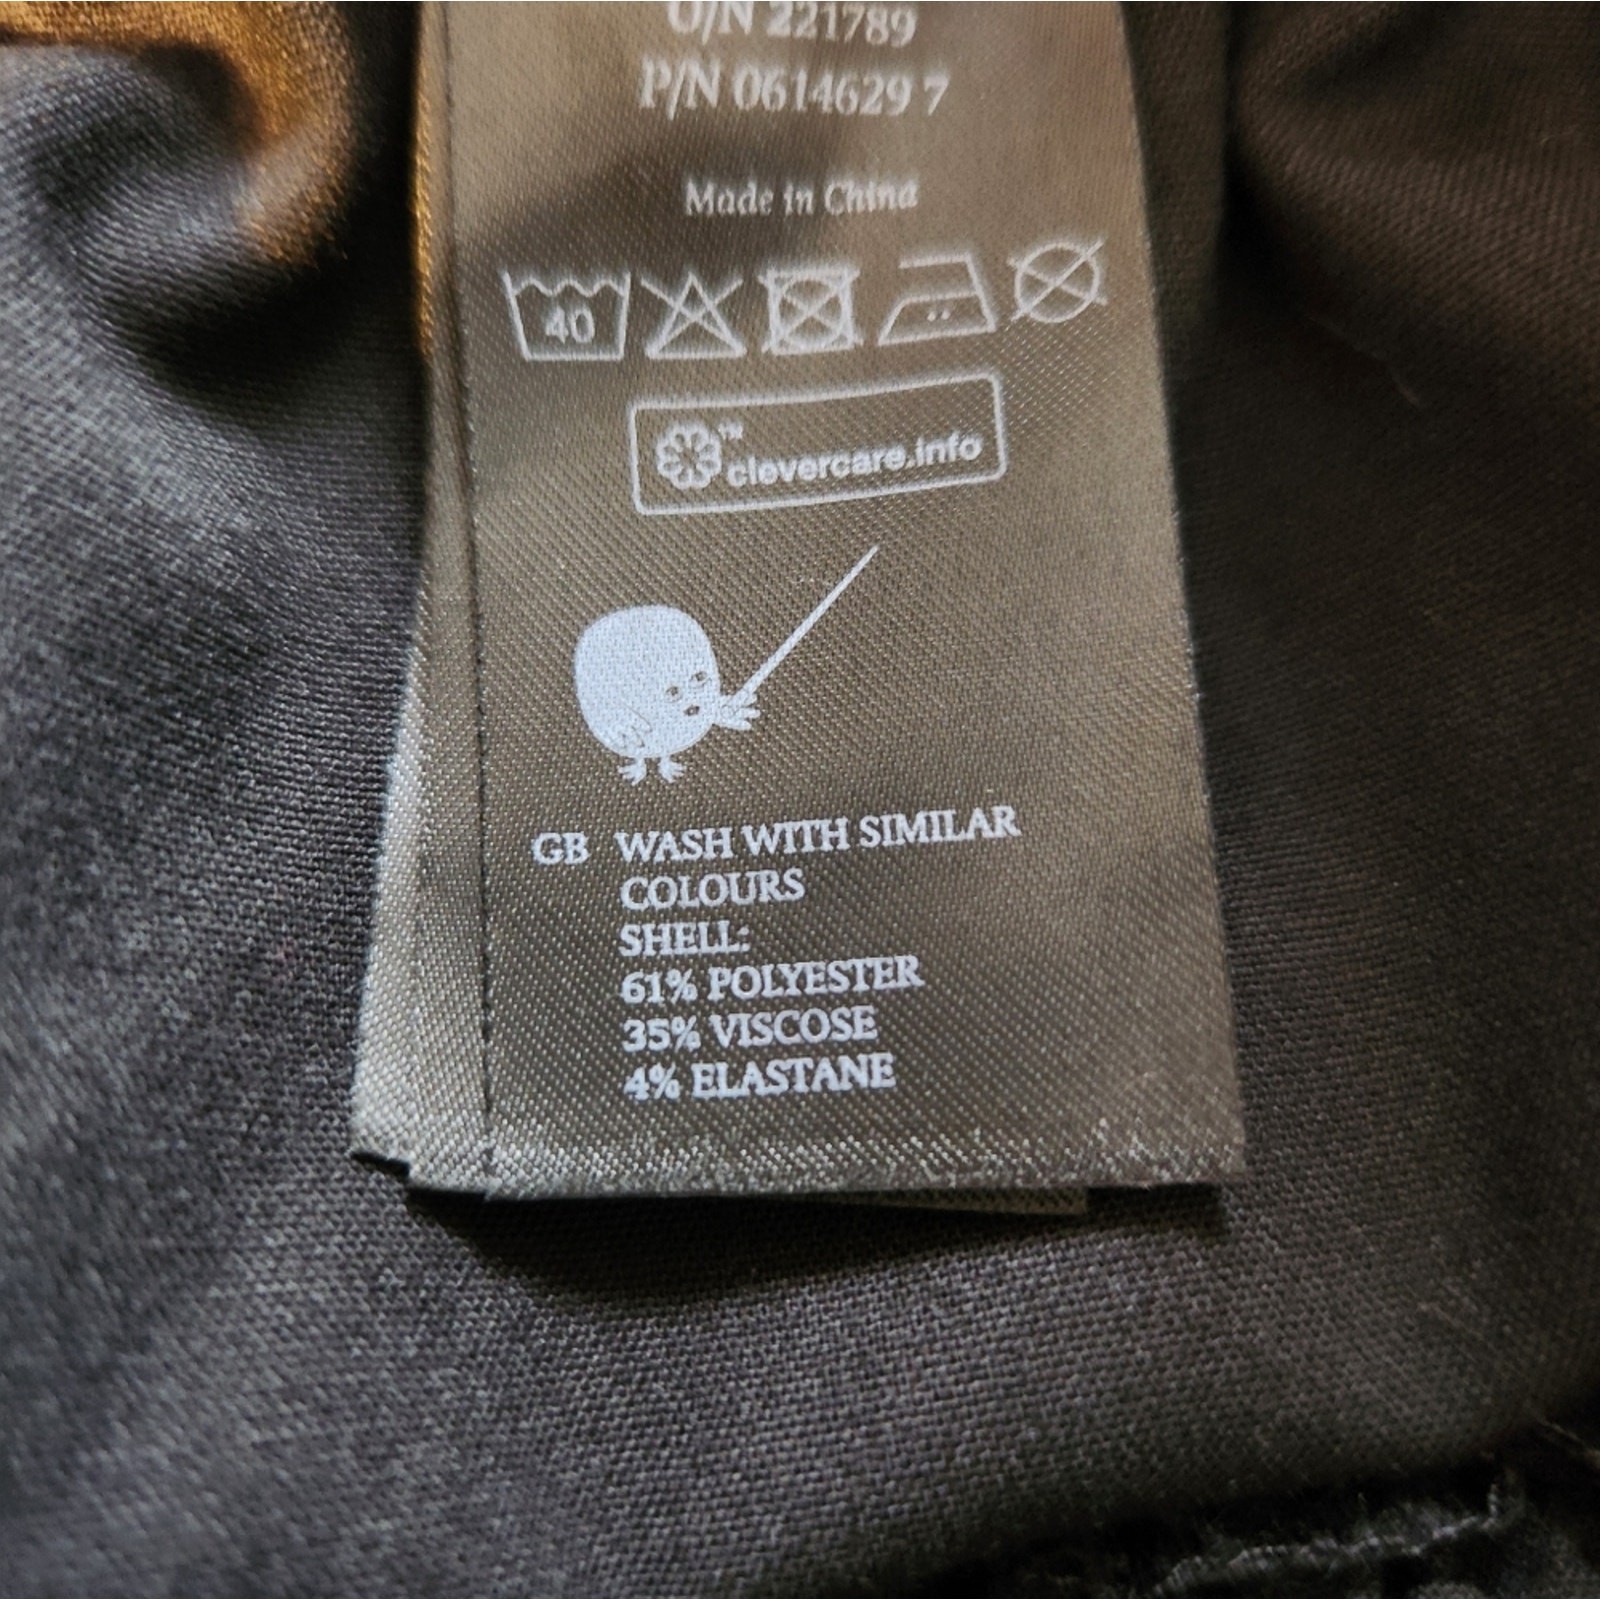 O/N 221789
P/N 0614629 7
Made in China
40
™
clevercare.info
GB WASH WITH SIMILAR
COLOURS
SHELL:
61% POLYESTER
35% VISCOSE
4% ELASTANE